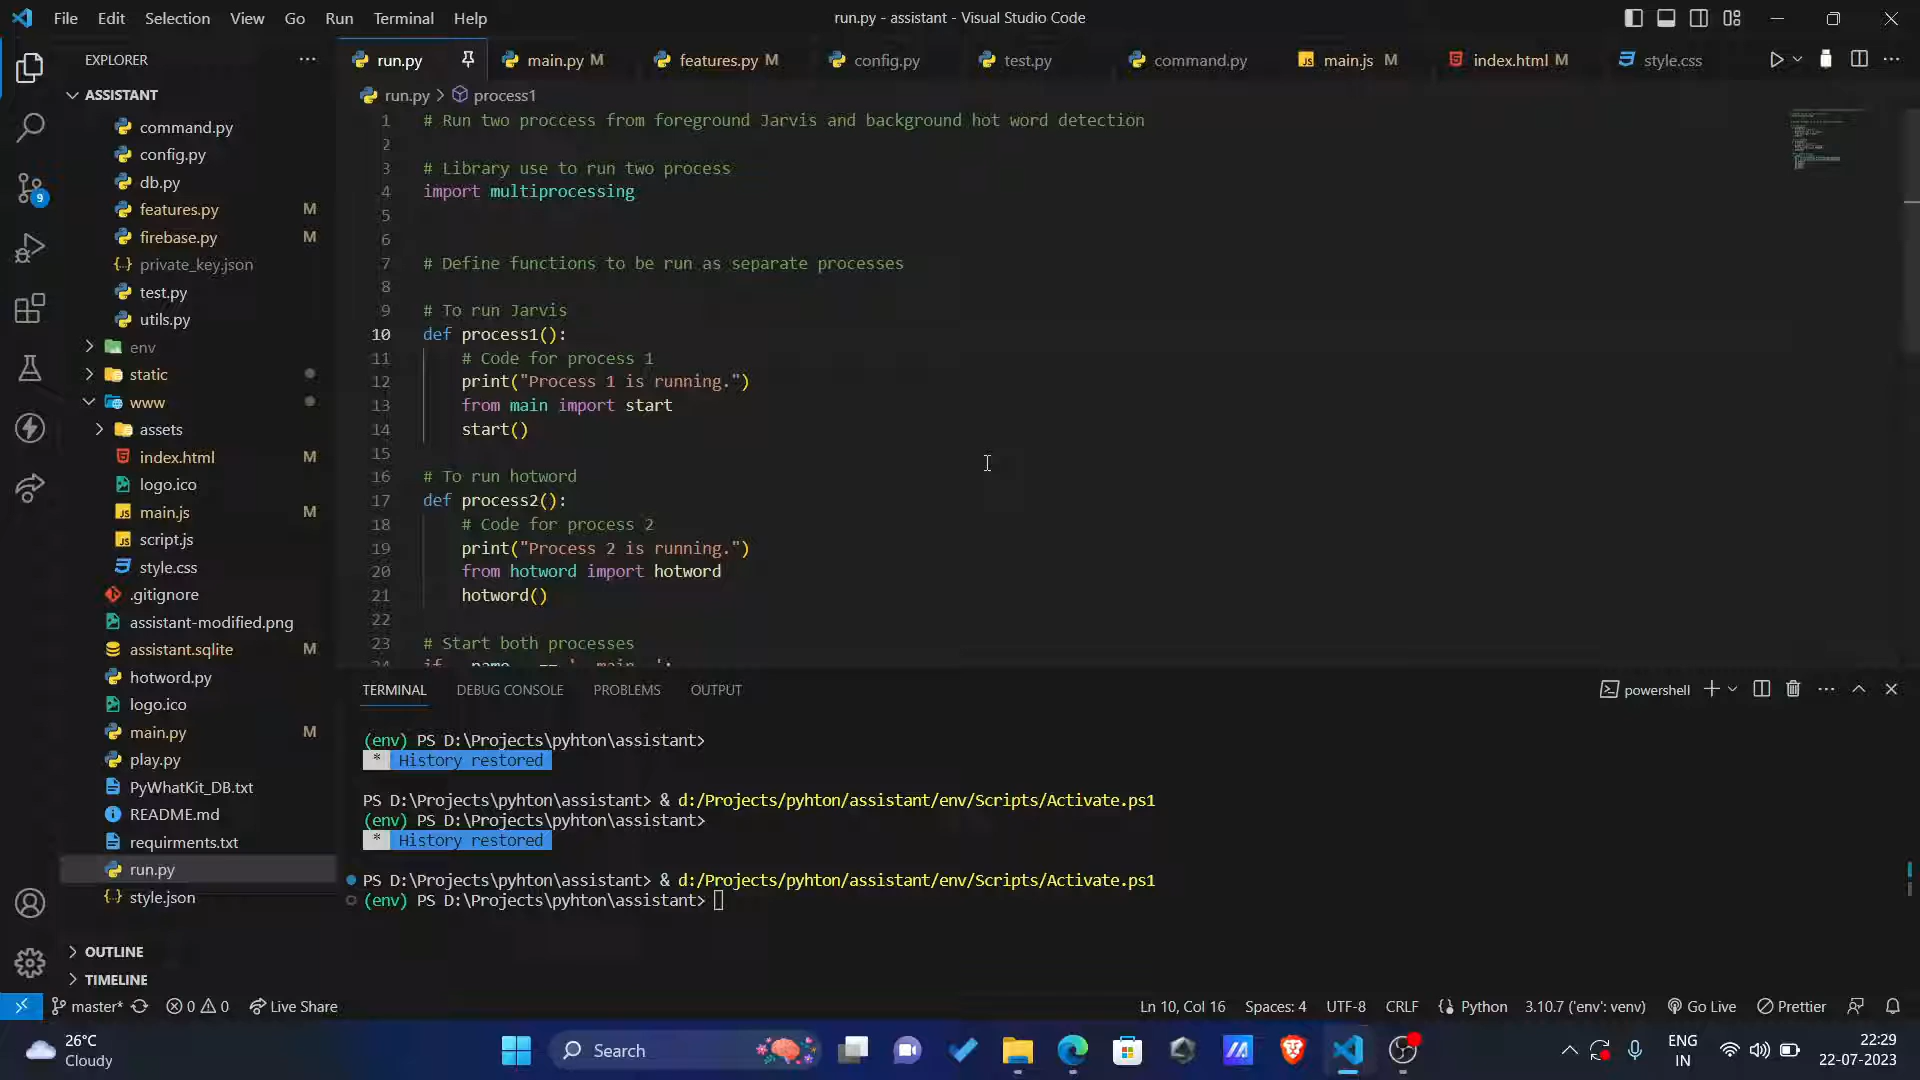 File Edit Selection View Go Run Terminal Help
run.py - assistant - Visual Studio Code
EXPLORER
run.py
main.py M
features.py M
config.py
test.py
command.py
main.js M
index.html M
style.css
ASSISTANT
command.py
config.py
db.py
features.py M
firebase.py M
private_key.json
test.py
utils.py
env
static
www
assets
index.html M
logo.ico
main.js M
script.js
style.css
.gitignore
assistant-modified.png
assistant.sqlite M
hotword.py
logo.ico
main.py M
play.py
PyWhatKit_DB.txt
README.md
requirments.txt
run.py
style.json
OUTLINE
TIMELINE
9
run.py > process1
1 # Run two proccess from foreground Jarvis and background hot word detection
2
3 # Library use to run two process
4 import multiprocessing
5
6
7 # Define functions to be run as separate processes
8
9 # To run Jarvis
10 def process1():
11 # Code for process 1
12 print("Process 1 is running.")
13 from main import start
14 start()
15
16 # To run hotword
17 def process2():
18 # Code for process 2
19 print("Process 2 is running.")
20 from hotword import hotword
21 hotword()
22
23 # Start both processes
24 if __name__ == '__main__':
TERMINAL DEBUG CONSOLE PROBLEMS OUTPUT
powershell
(env) PS D:\Projects\pyhton\assistant>
* History restored
PS D:\Projects\pyhton\assistant> & d:/Projects/pyhton/assistant/env/Scripts/Activate.ps1
(env) PS D:\Projects\pyhton\assistant>
* History restored
PS D:\Projects\pyhton\assistant> & d:/Projects/pyhton/assistant/env/Scripts/Activate.ps1
(env) PS D:\Projects\pyhton\assistant>
master* 0 0 Live Share
Ln 10, Col 16 Spaces: 4 UTF-8 CRLF Python 3.10.7 ('env': venv) Go Live Prettier
26°C
Cloudy
Search
ENG
IN
22:29
22-07-2023